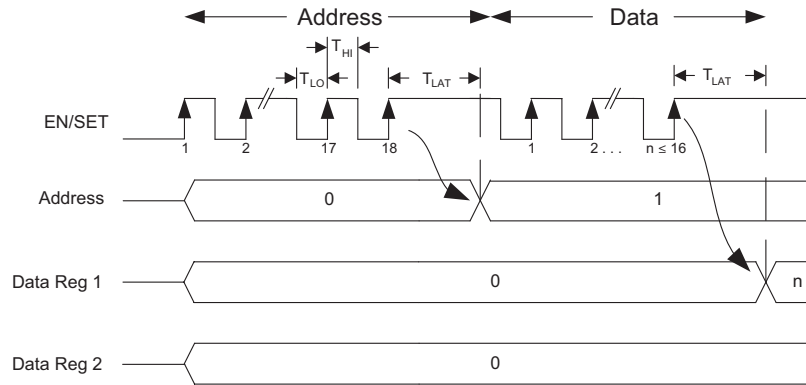 Address Data
T_HI
T_LO T_LAT T_LAT
EN/SET
1 2 17 18 1 2 . . . n ≤ 16
Address 0 1
Data Reg 1 0 n
Data Reg 2 0